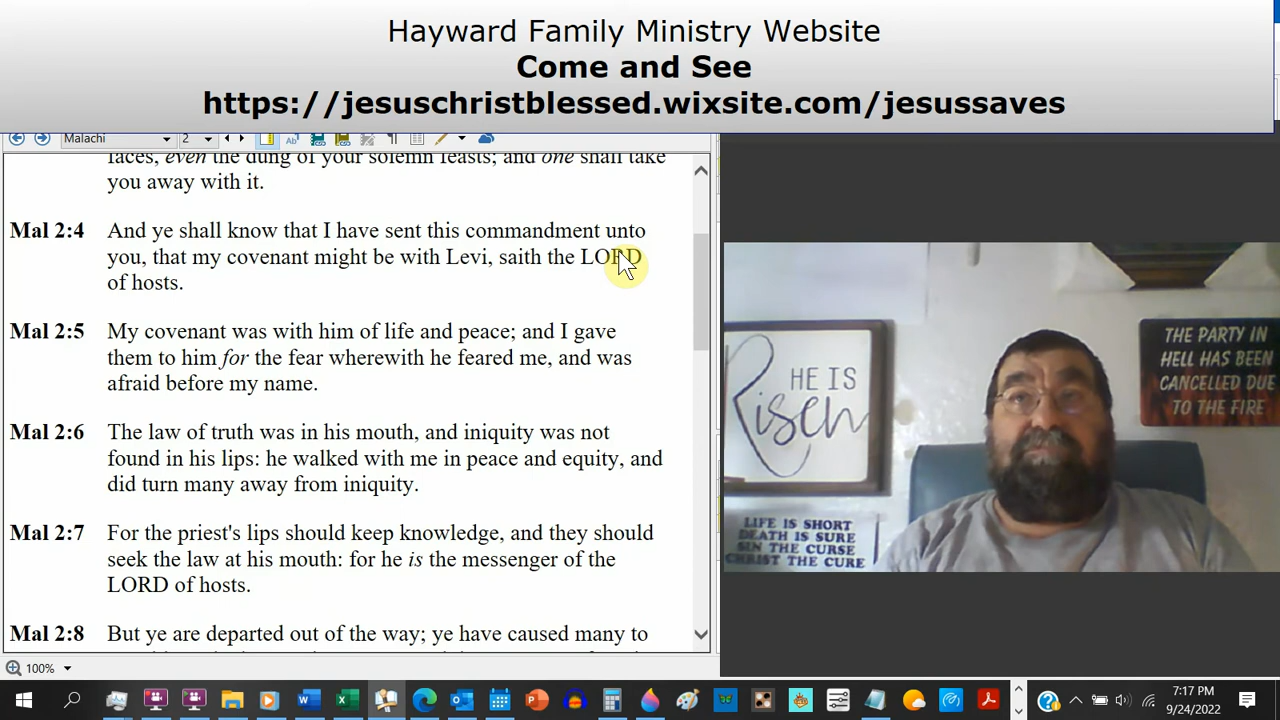 Hayward Family Ministry Website
Come and See
https://jesuschristblessed.wixsite.com/jesussaves
Malachi 2
faces, even the dung of your solemn feasts; and one shall take
you away with it.
Mal 2:4 And ye shall know that I have sent this commandment unto
you, that my covenant might be with Levi, saith the LORD
of hosts.
Mal 2:5 My covenant was with him of life and peace; and I gave
them to him for the fear wherewith he feared me, and was
afraid before my name.
Mal 2:6 The law of truth was in his mouth, and iniquity was not
found in his lips: he walked with me in peace and equity, and
did turn many away from iniquity.
Mal 2:7 For the priest's lips should keep knowledge, and they should
seek the law at his mouth: for he is the messenger of the
LORD of hosts.
Mal 2:8 But ye are departed out of the way; ye have caused many to
100%
HE IS
Risen
THE PARTY IN
HELL HAS BEEN
CANCELLED DUE
TO THE FIRE
LIFE IS SHORT
DEATH IS SURE
SIN THE CURSE
CHRIST THE CURE
7:17 PM
9/24/2022